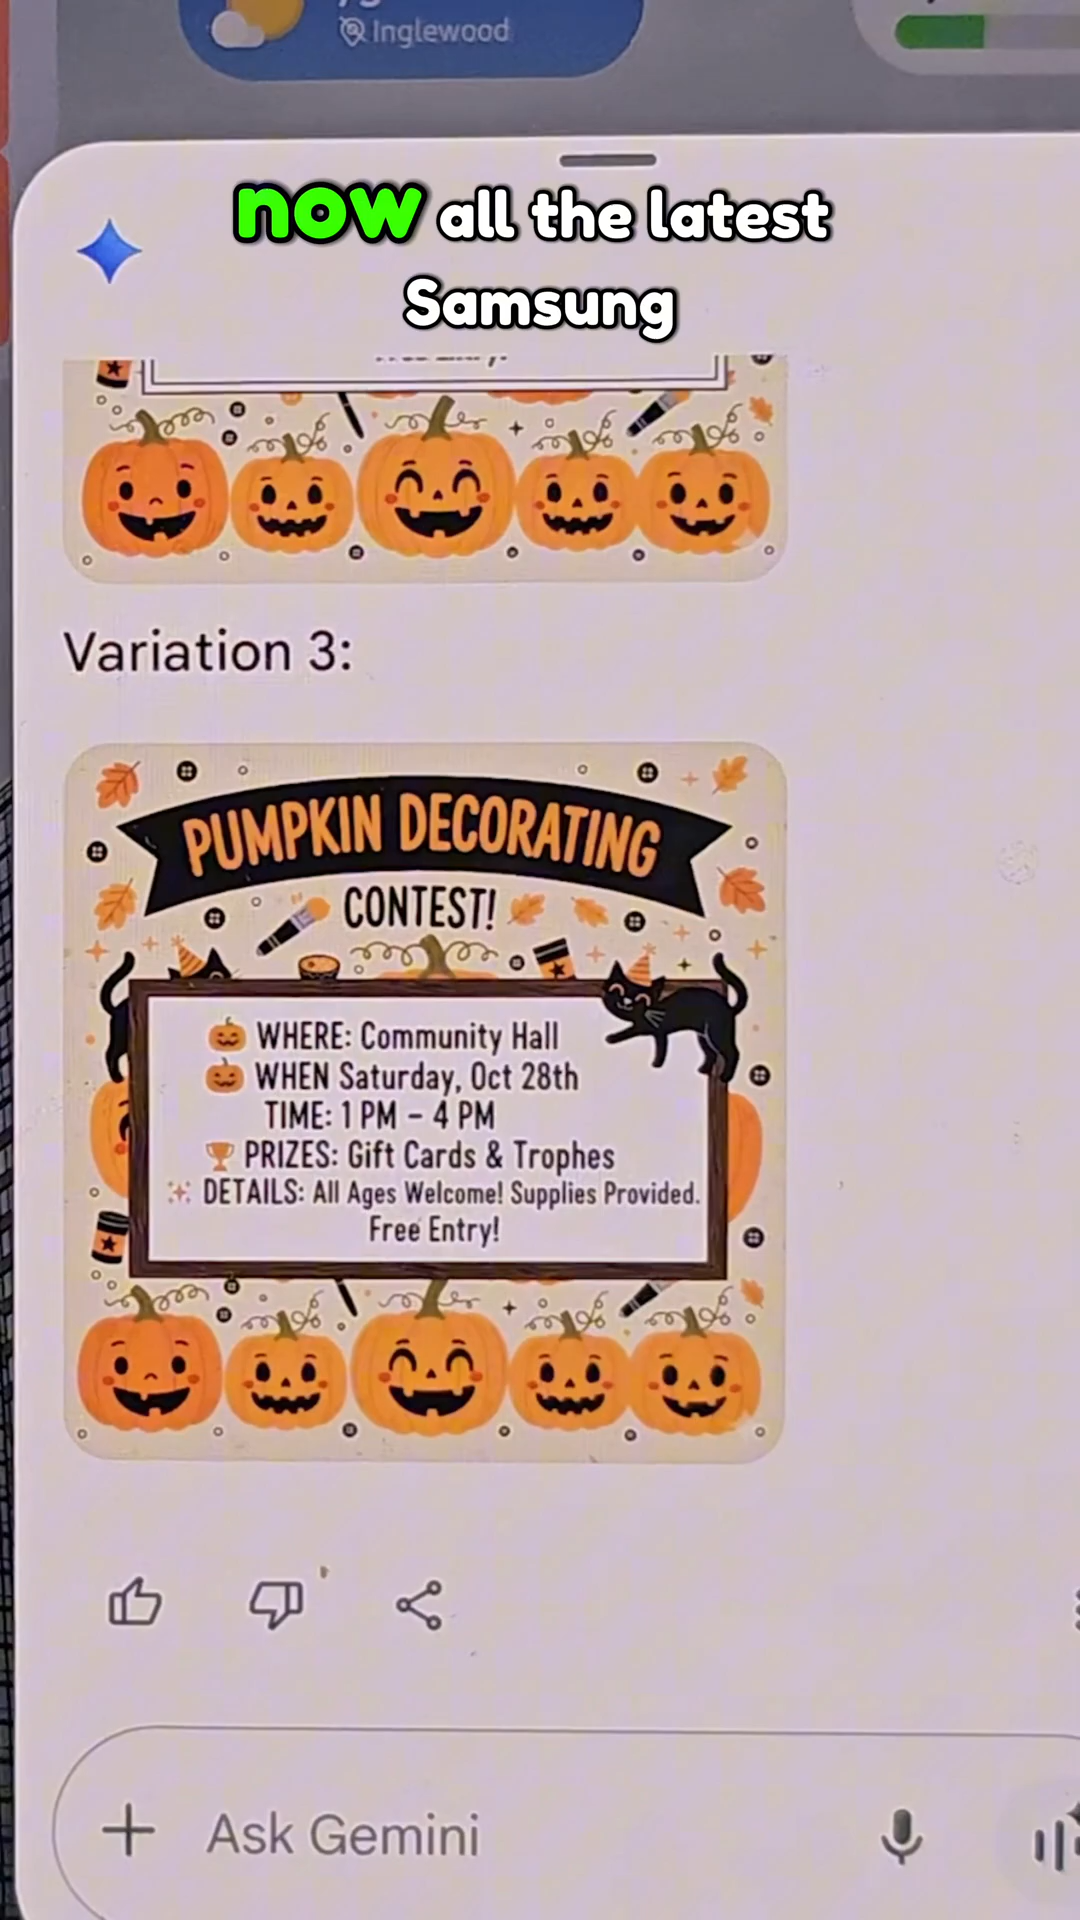 Inglewood
now all the latest
Samsung
Variation 3:
PUMPKIN DECORATING
CONTEST!
WHERE: Community Hall
WHEN Saturday, Oct 28th
TIME: 1 PM – 4 PM
PRIZES: Gift Cards & Trophes
DETAILS: All Ages Welcome! Supplies Provided.
Free Entry!
Ask Gemini